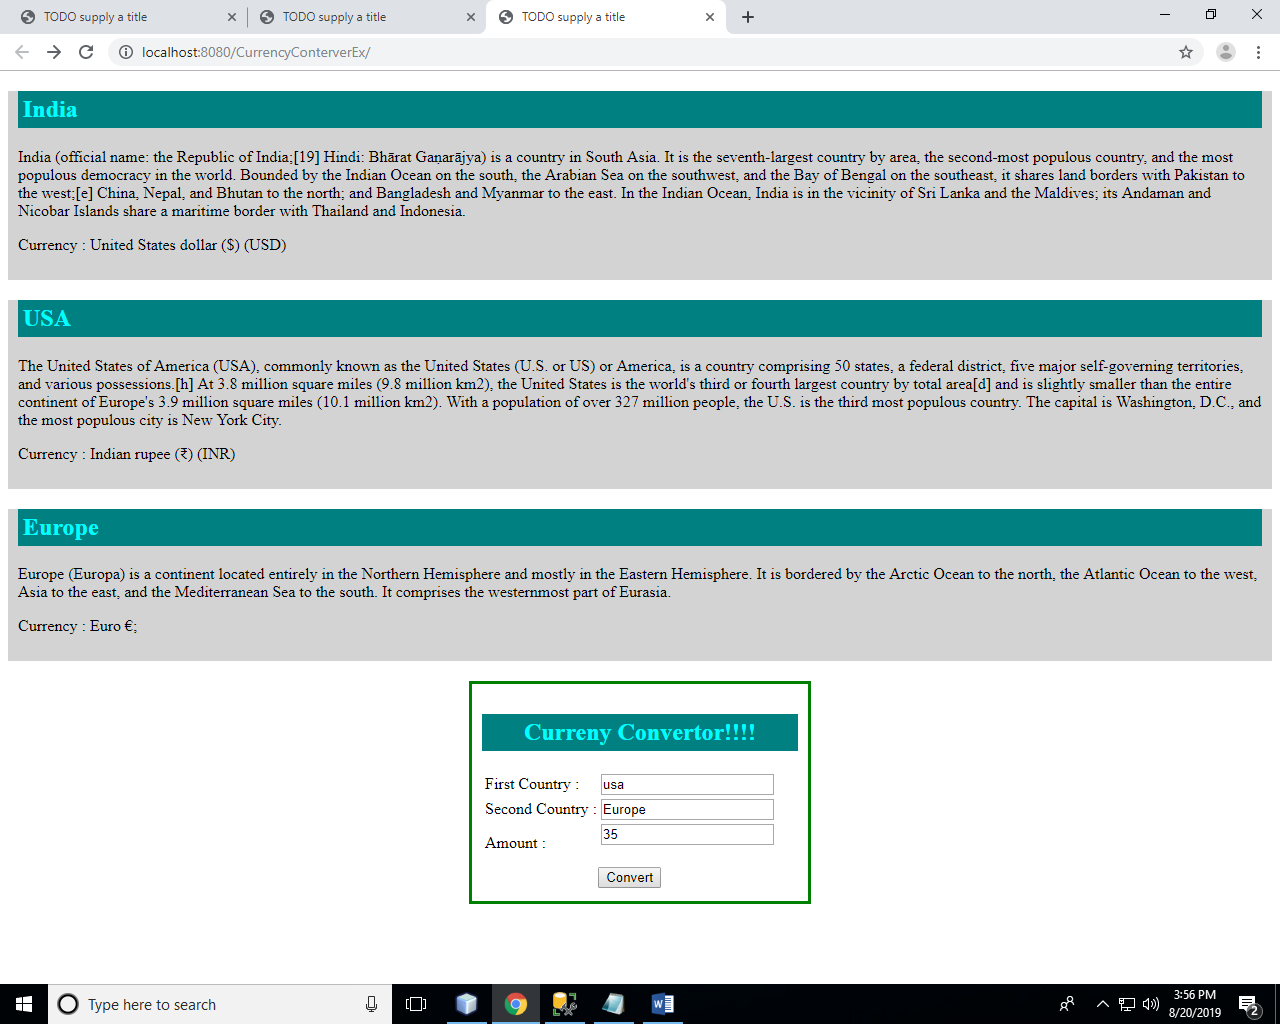 TODO supply a title
TODO supply a title
TODO supply a title
localhost:8080/CurrencyConterverEx/
India
India (official name: the Republic of India;[19] Hindi: Bhārat Gaṇarājya) is a country in South Asia. It is the seventh-largest country by area, the second-most populous country, and the most
populous democracy in the world. Bounded by the Indian Ocean on the south, the Arabian Sea on the southwest, and the Bay of Bengal on the southeast, it shares land borders with Pakistan to
the west;[e] China, Nepal, and Bhutan to the north; and Bangladesh and Myanmar to the east. In the Indian Ocean, India is in the vicinity of Sri Lanka and the Maldives; its Andaman and
Nicobar Islands share a maritime border with Thailand and Indonesia.
Currency : United States dollar ($) (USD)
USA
The United States of America (USA), commonly known as the United States (U.S. or US) or America, is a country comprising 50 states, a federal district, five major self-governing territories,
and various possessions.[h] At 3.8 million square miles (9.8 million km2), the United States is the world's third or fourth largest country by total area[d] and is slightly smaller than the entire
continent of Europe's 3.9 million square miles (10.1 million km2). With a population of over 327 million people, the U.S. is the third most populous country. The capital is Washington, D.C., and
the most populous city is New York City.
Currency : Indian rupee (₹) (INR)
Europe
Europe (Europa) is a continent located entirely in the Northern Hemisphere and mostly in the Eastern Hemisphere. It is bordered by the Arctic Ocean to the north, the Atlantic Ocean to the west,
Asia to the east, and the Mediterranean Sea to the south. It comprises the westernmost part of Eurasia.
Currency : Euro €;
Curreny Convertor!!!!
First Country : usa
Second Country : Europe
Amount : 35
Convert
Type here to search
3:56 PM
8/20/2019
2